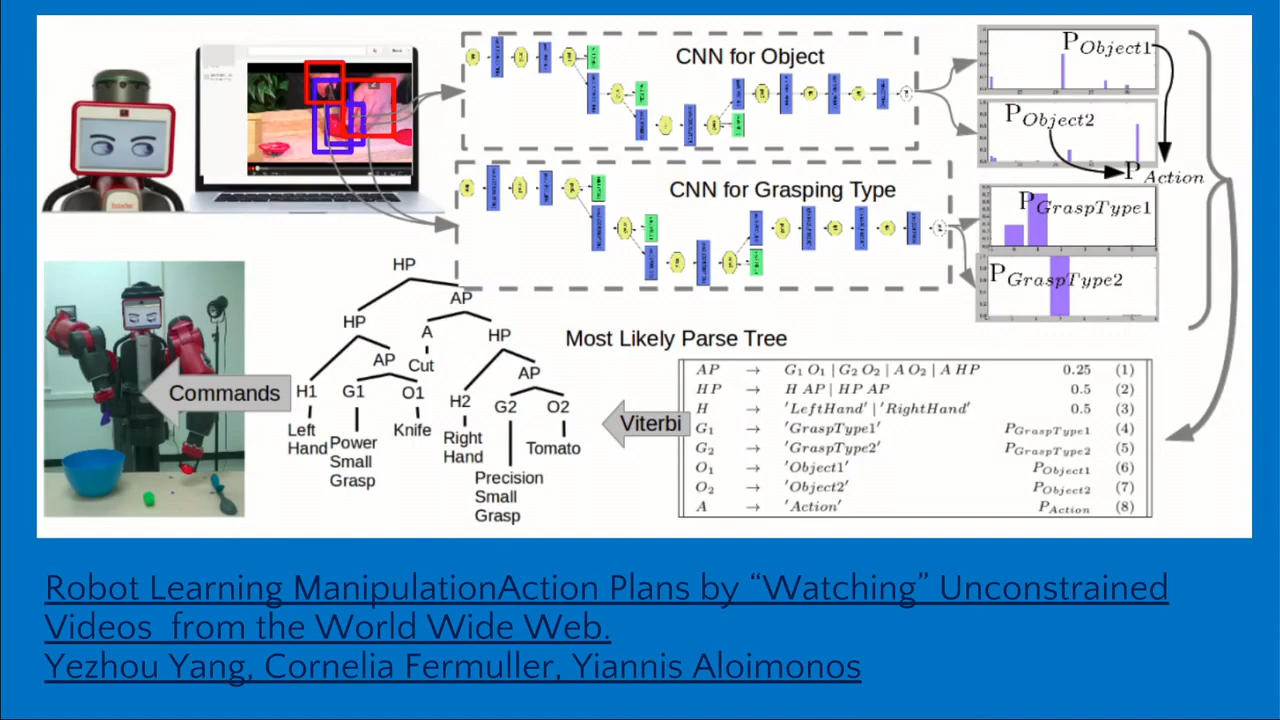 CNN for Object
P_Object1
P_Object2
P_Action
CNN for Grasping Type
P_GraspType1
P_GraspType2
HP
AP
HP
A
HP
AP
Cut
AP
H1
G1
O1
H2
G2
O2
Left
Hand
Power
Small
Grasp
Knife
Right
Hand
Tomato
Precision
Small
Grasp
Commands
Viterbi
Most Likely Parse Tree
AP → G1 O1 | G2 O2 | A O2 | A HP 0.25 (1)
HP → H AP | HP AP 0.5 (2)
H → 'LeftHand' | 'RightHand' 0.5 (3)
G1 → 'GraspType1' P_GraspType1 (4)
G2 → 'GraspType2' P_GraspType2 (5)
O1 → 'Object1' P_Object1 (6)
O2 → 'Object2' P_Object2 (7)
A → 'Action' P_Action (8)
Robot Learning ManipulationAction Plans by “Watching” Unconstrained
Videos from the World Wide Web.
Yezhou Yang, Cornelia Fermuller, Yiannis Aloimonos